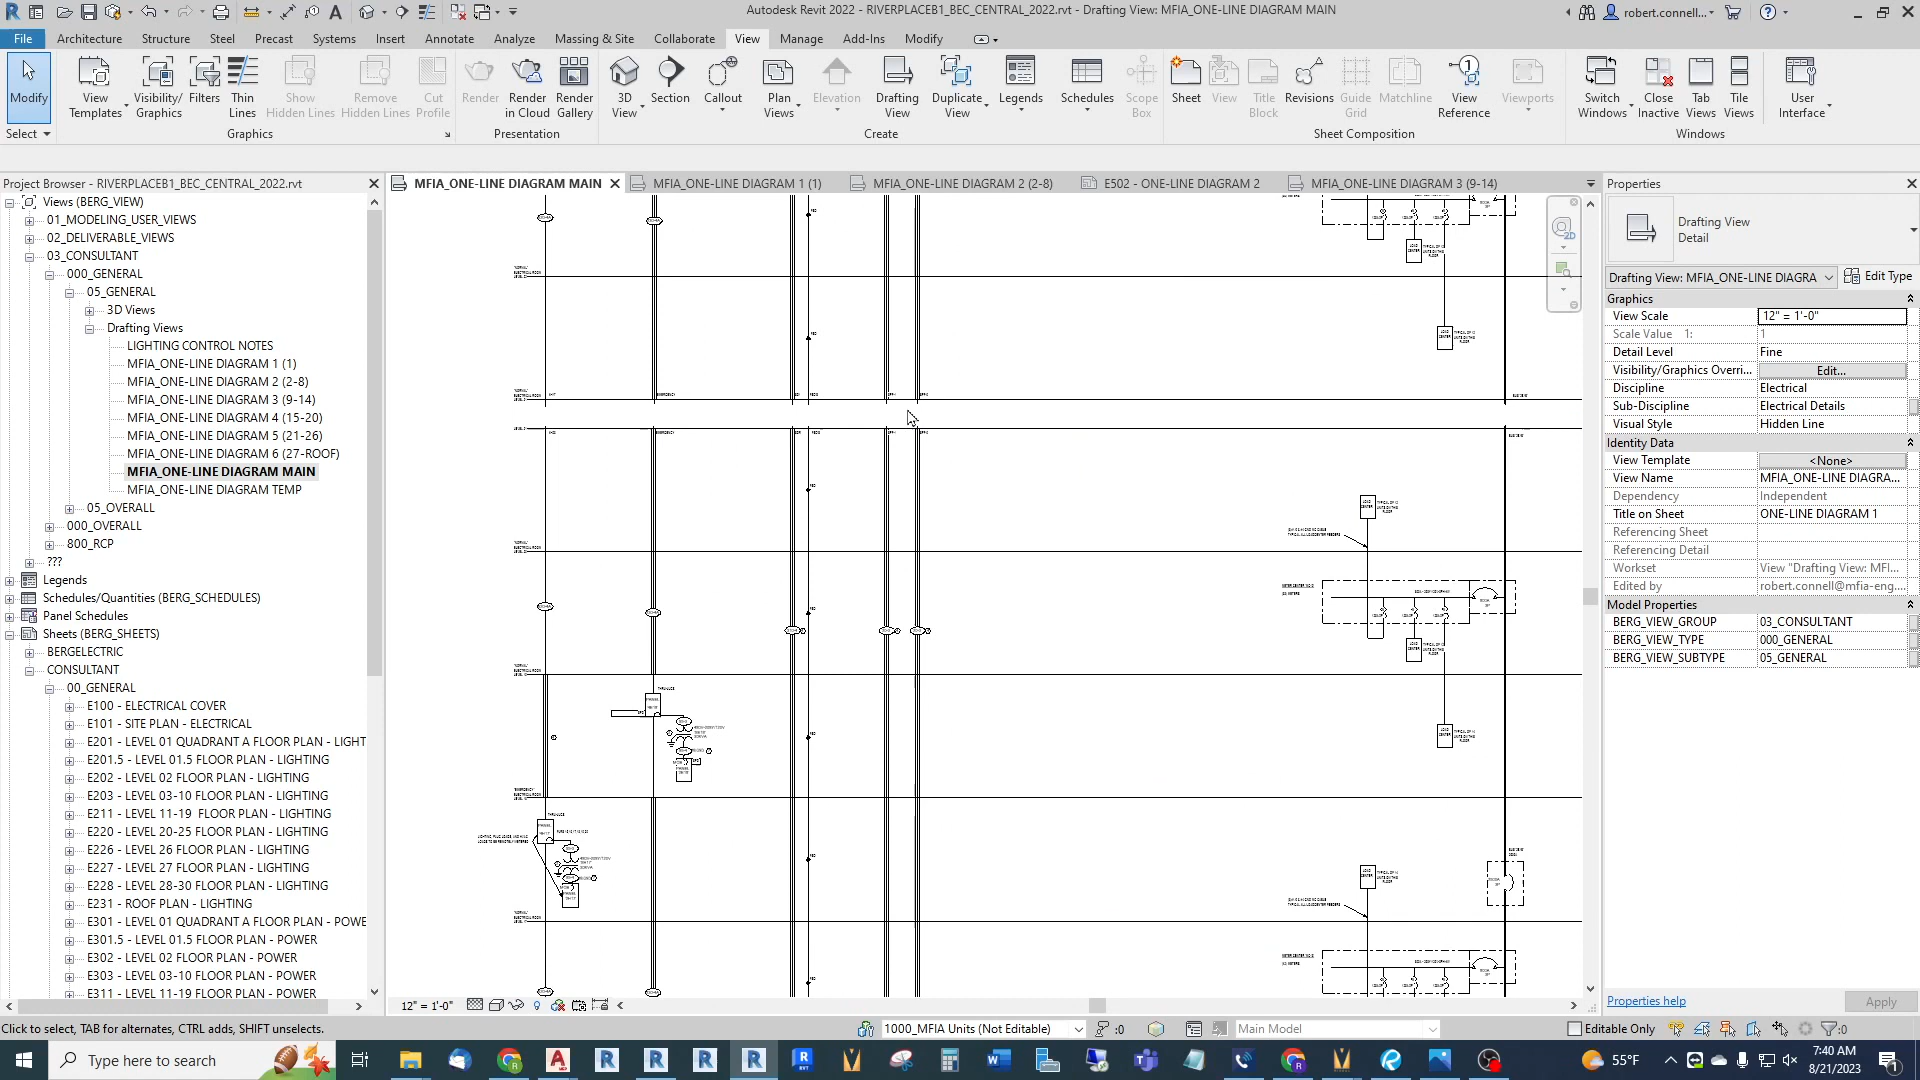 Autodesk Revit 2022 - RIVERPLACEB1_BEC_CENTRAL_2022.rvt - Drafting View: MFIA_ONE-LINE DIAGRAM MAIN
robert.connell...
File Architecture Structure Steel Precast Systems Insert Annotate Analyze Massing & Site Collaborate View Manage Add-Ins Modify
Modify
View Templates
Visibility/ Graphics
Filters
Thin Lines
Show Hidden Lines
Remove Hidden Lines
Cut Profile
Render
Render in Cloud
Render Gallery
3D View
Section
Callout
Plan Views
Elevation
Drafting View
Duplicate View
Legends
Schedules
Scope Box
Sheet
View
Title Block
Revisions
Guide Grid
Matchline
View Reference
Viewports
Switch Windows
Close Inactive
Tab Views
Tile Views
User Interface
Select Graphics Presentation Create Sheet Composition Windows
Project Browser - RIVERPLACEB1_BEC_CENTRAL_2022.rvt
Views (BERG_VIEW)
01_MODELING_USER_VIEWS
02_DELIVERABLE_VIEWS
03_CONSULTANT
000_GENERAL
05_GENERAL
3D Views
Drafting Views
LIGHTING CONTROL NOTES
MFIA_ONE-LINE DIAGRAM 1 (1)
MFIA_ONE-LINE DIAGRAM 2 (2-8)
MFIA_ONE-LINE DIAGRAM 3 (9-14)
MFIA_ONE-LINE DIAGRAM 4 (15-20)
MFIA_ONE-LINE DIAGRAM 5 (21-26)
MFIA_ONE-LINE DIAGRAM 6 (27-ROOF)
MFIA_ONE-LINE DIAGRAM MAIN
MFIA_ONE-LINE DIAGRAM TEMP
05_OVERALL
000_OVERALL
800_RCP
???
Legends
Schedules/Quantities (BERG_SCHEDULES)
Panel Schedules
Sheets (BERG_SHEETS)
BERGELECTRIC
CONSULTANT
00_GENERAL
E100 - ELECTRICAL COVER
E101 - SITE PLAN - ELECTRICAL
E201 - LEVEL 01 QUADRANT A FLOOR PLAN - LIGHT
E201.5 - LEVEL 01.5 FLOOR PLAN - LIGHTING
E202 - LEVEL 02 FLOOR PLAN - LIGHTING
E203 - LEVEL 03-10 FLOOR PLAN - LIGHTING
E211 - LEVEL 11-19  FLOOR PLAN - LIGHTING
E220 - LEVEL 20-25 FLOOR PLAN - LIGHTING
E226 - LEVEL 26 FLOOR PLAN - LIGHTING
E227 - LEVEL 27 FLOOR PLAN - LIGHTING
E228 - LEVEL 28-30 FLOOR PLAN - LIGHTING
E231 - ROOF PLAN - LIGHTING
E301 - LEVEL 01 QUADRANT A FLOOR PLAN - POWE
E301.5 - LEVEL 01.5 FLOOR PLAN - POWER
E302 - LEVEL 02 FLOOR PLAN - POWER
E303 - LEVEL 03-10 FLOOR PLAN - POWER
E311 - LEVEL 11-19 FLOOR PLAN - POWER
MFIA_ONE-LINE DIAGRAM MAIN
MFIA_ONE-LINE DIAGRAM 1 (1)
MFIA_ONE-LINE DIAGRAM 2 (2-8)
E502 - ONE-LINE DIAGRAM 2
MFIA_ONE-LINE DIAGRAM 3 (9-14)
2D
Properties
Drafting View
Detail
Drafting View: MFIA_ONE-LINE DIAGRA
Edit Type
Graphics
View Scale 12" = 1'-0"
Scale Value 1: 1
Detail Level Fine
Visibility/Graphics Overri... Edit...
Discipline Electrical
Sub-Discipline Electrical Details
Visual Style Hidden Line
Identity Data
View Template <None>
View Name MFIA_ONE-LINE DIAGRA...
Dependency Independent
Title on Sheet ONE-LINE DIAGRAM 1
Referencing Sheet
Referencing Detail
Workset View "Drafting View: MFI...
Edited by robert.connell@mfia-eng....
Model Properties
BERG_VIEW_GROUP 03_CONSULTANT
BERG_VIEW_TYPE 000_GENERAL
BERG_VIEW_SUBTYPE 05_GENERAL
Properties help
Apply
12" = 1'-0"
Click to select, TAB for alternates, CTRL adds, SHIFT unselects.
1000_MFIA Units (Not Editable)
:0
Main Model
Editable Only
:0
Type here to search
55°F
7:40 AM
8/21/2023